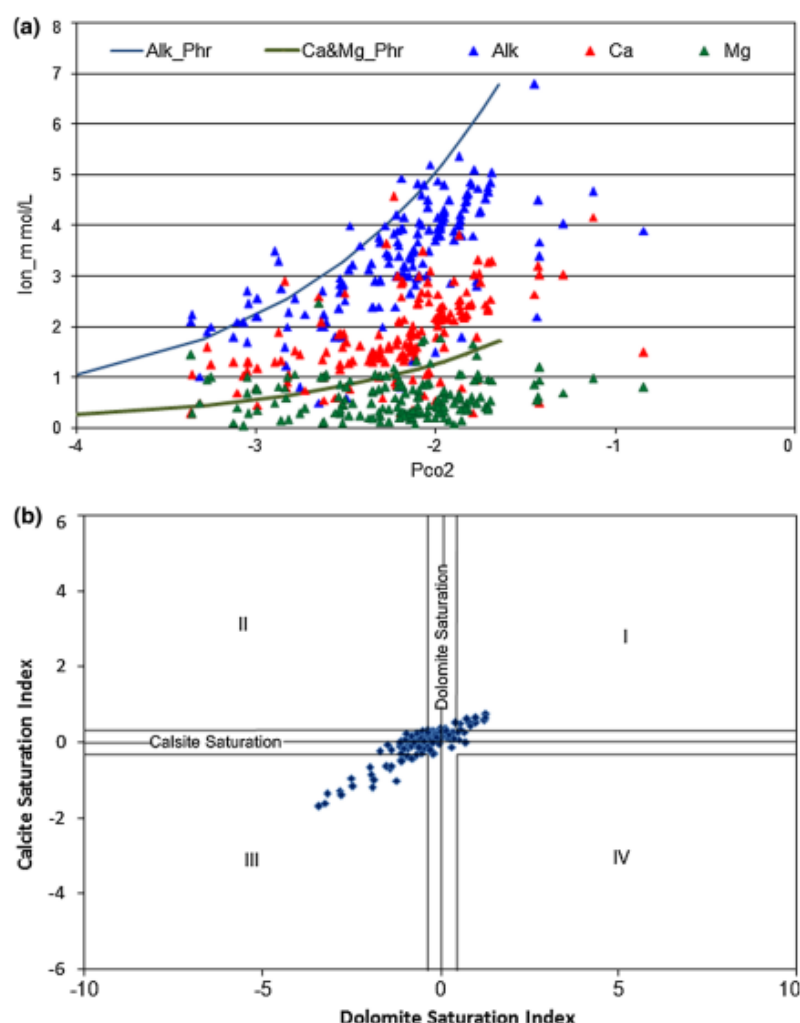 (a)
8
Alk_Phr Ca&Mg_Phr Alk Ca Mg
7
6
5
4
3
2
1
0
Ion_m mol/L
-4 -3 -2 -1 0
Pco2
(b)
6
4
2
0
-2
-4
-6
Calcite Saturation Index
II
I
Dolomite Saturation
Calsite Saturation
III
IV
-10 -5 0 5 10
Dolomite Saturation Index